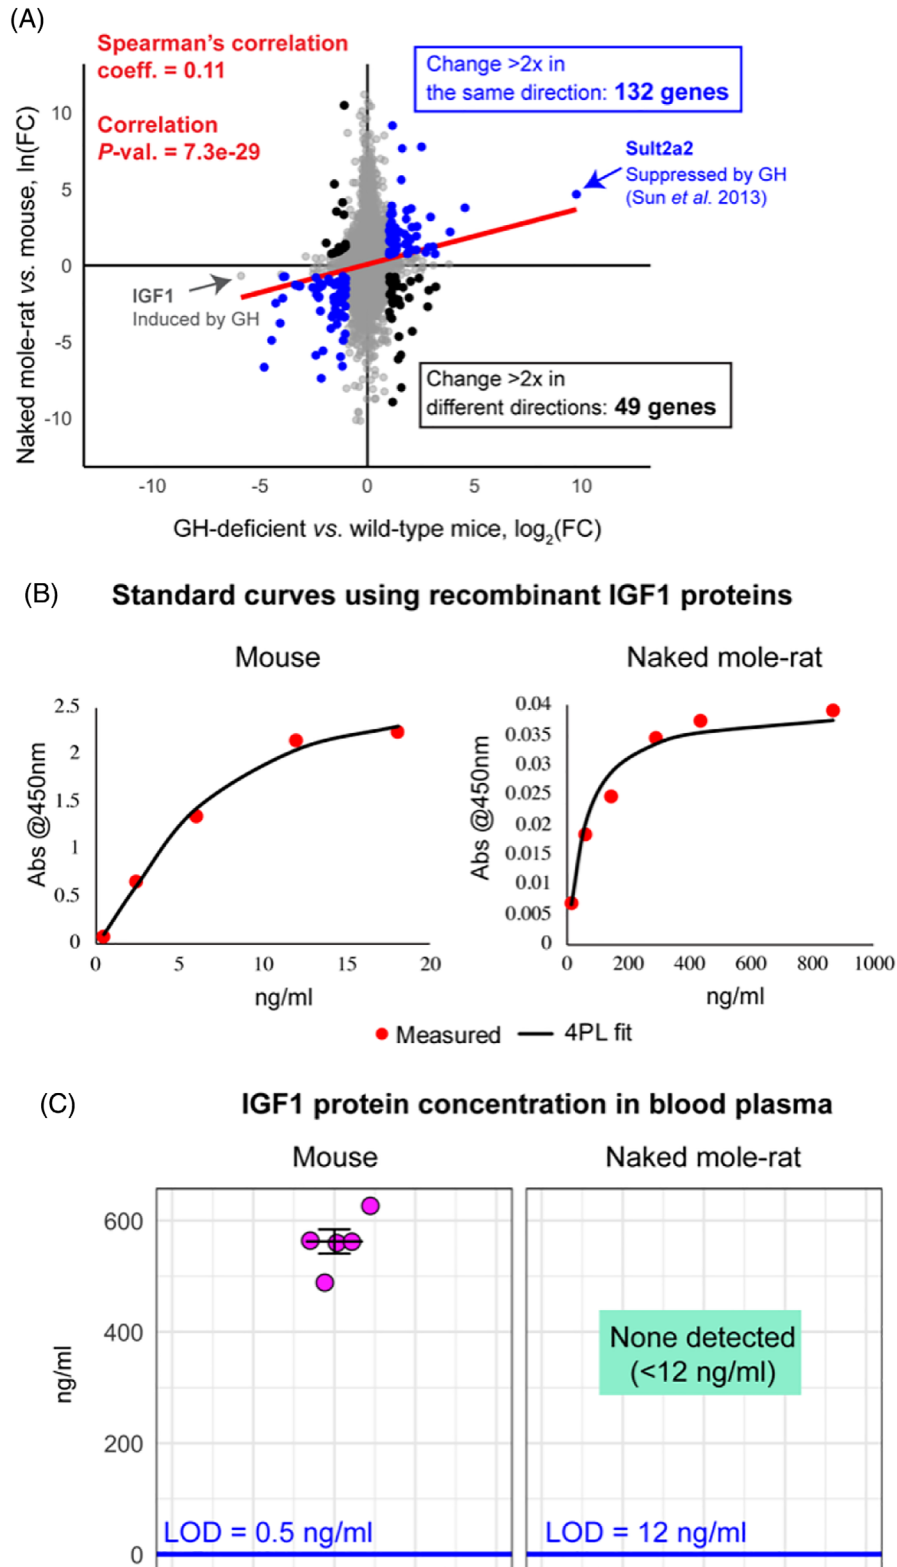 (A)
Spearman's correlation
coeff. = 0.11
Correlation
P-val. = 7.3e-29
Change >2x in
the same direction: 132 genes
Sult2a2
Suppressed by GH
(Sun et al. 2013)
IGF1
Induced by GH
Change >2x in
different directions: 49 genes
Naked mole-rat vs. mouse, ln(FC)
10
5
0
-5
-10
-10
-5
0
5
10
GH-deficient vs. wild-type mice, log2(FC)
(B)
Standard curves using recombinant IGF1 proteins
Mouse
Abs @450nm
2.5
2
1.5
1
0.5
0
0
5
10
15
20
ng/ml
Naked mole-rat
Abs @450nm
0.04
0.035
0.03
0.025
0.02
0.015
0.01
0.005
0
0
200
400
600
800
1000
ng/ml
Measured
4PL fit
(C)
IGF1 protein concentration in blood plasma
Mouse
Naked mole-rat
ng/ml
600
400
200
0
None detected
(<12 ng/ml)
LOD = 0.5 ng/ml
LOD = 12 ng/ml